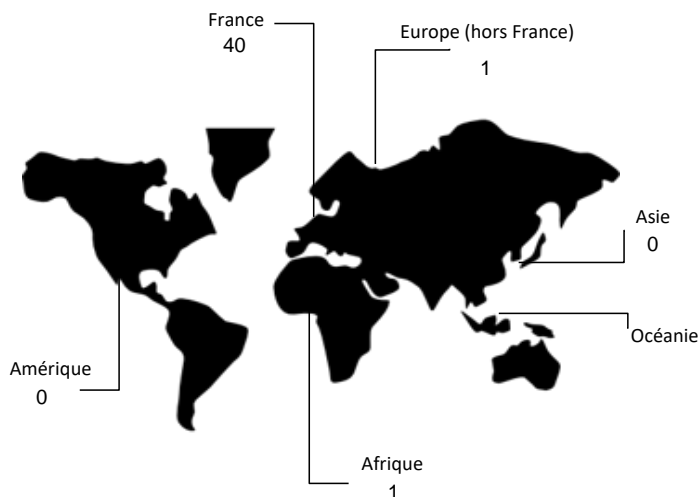 France
40
Europe (hors France)
1
Asie
0
Océanie
Amérique
0
Afrique
1